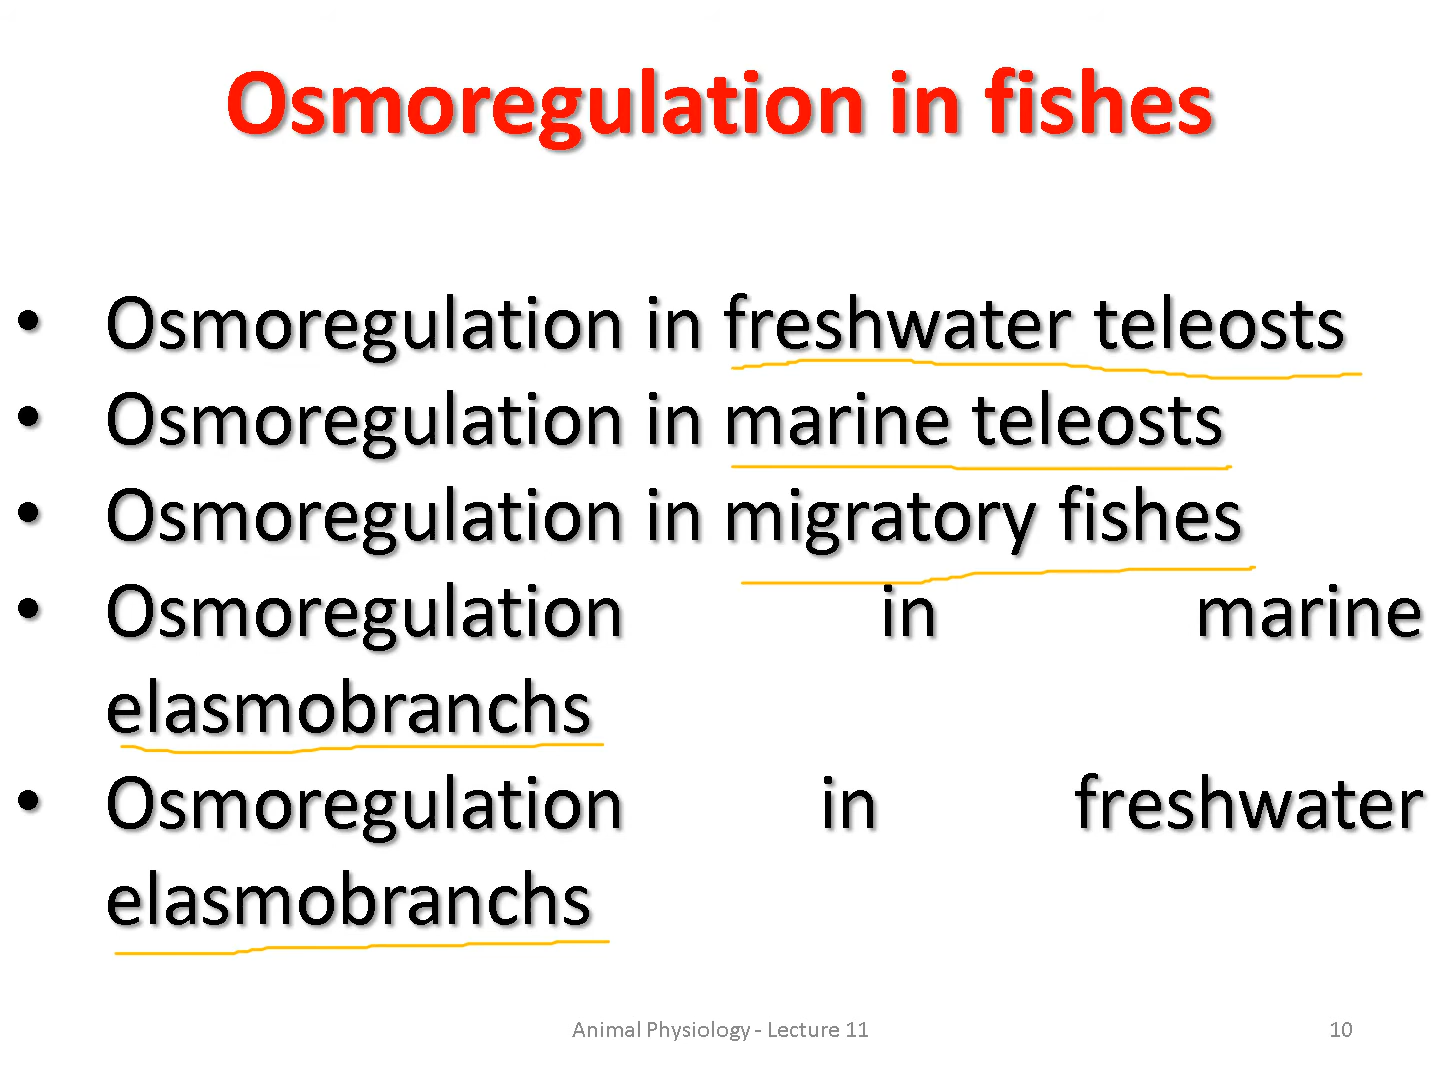 Osmoregulation in fishes
• Osmoregulation in freshwater teleosts
• Osmoregulation in marine teleosts
• Osmoregulation in migratory fishes
• Osmoregulation in marine
elasmobranchs
• Osmoregulation in freshwater
elasmobranchs
Animal Physiology - Lecture 11 10